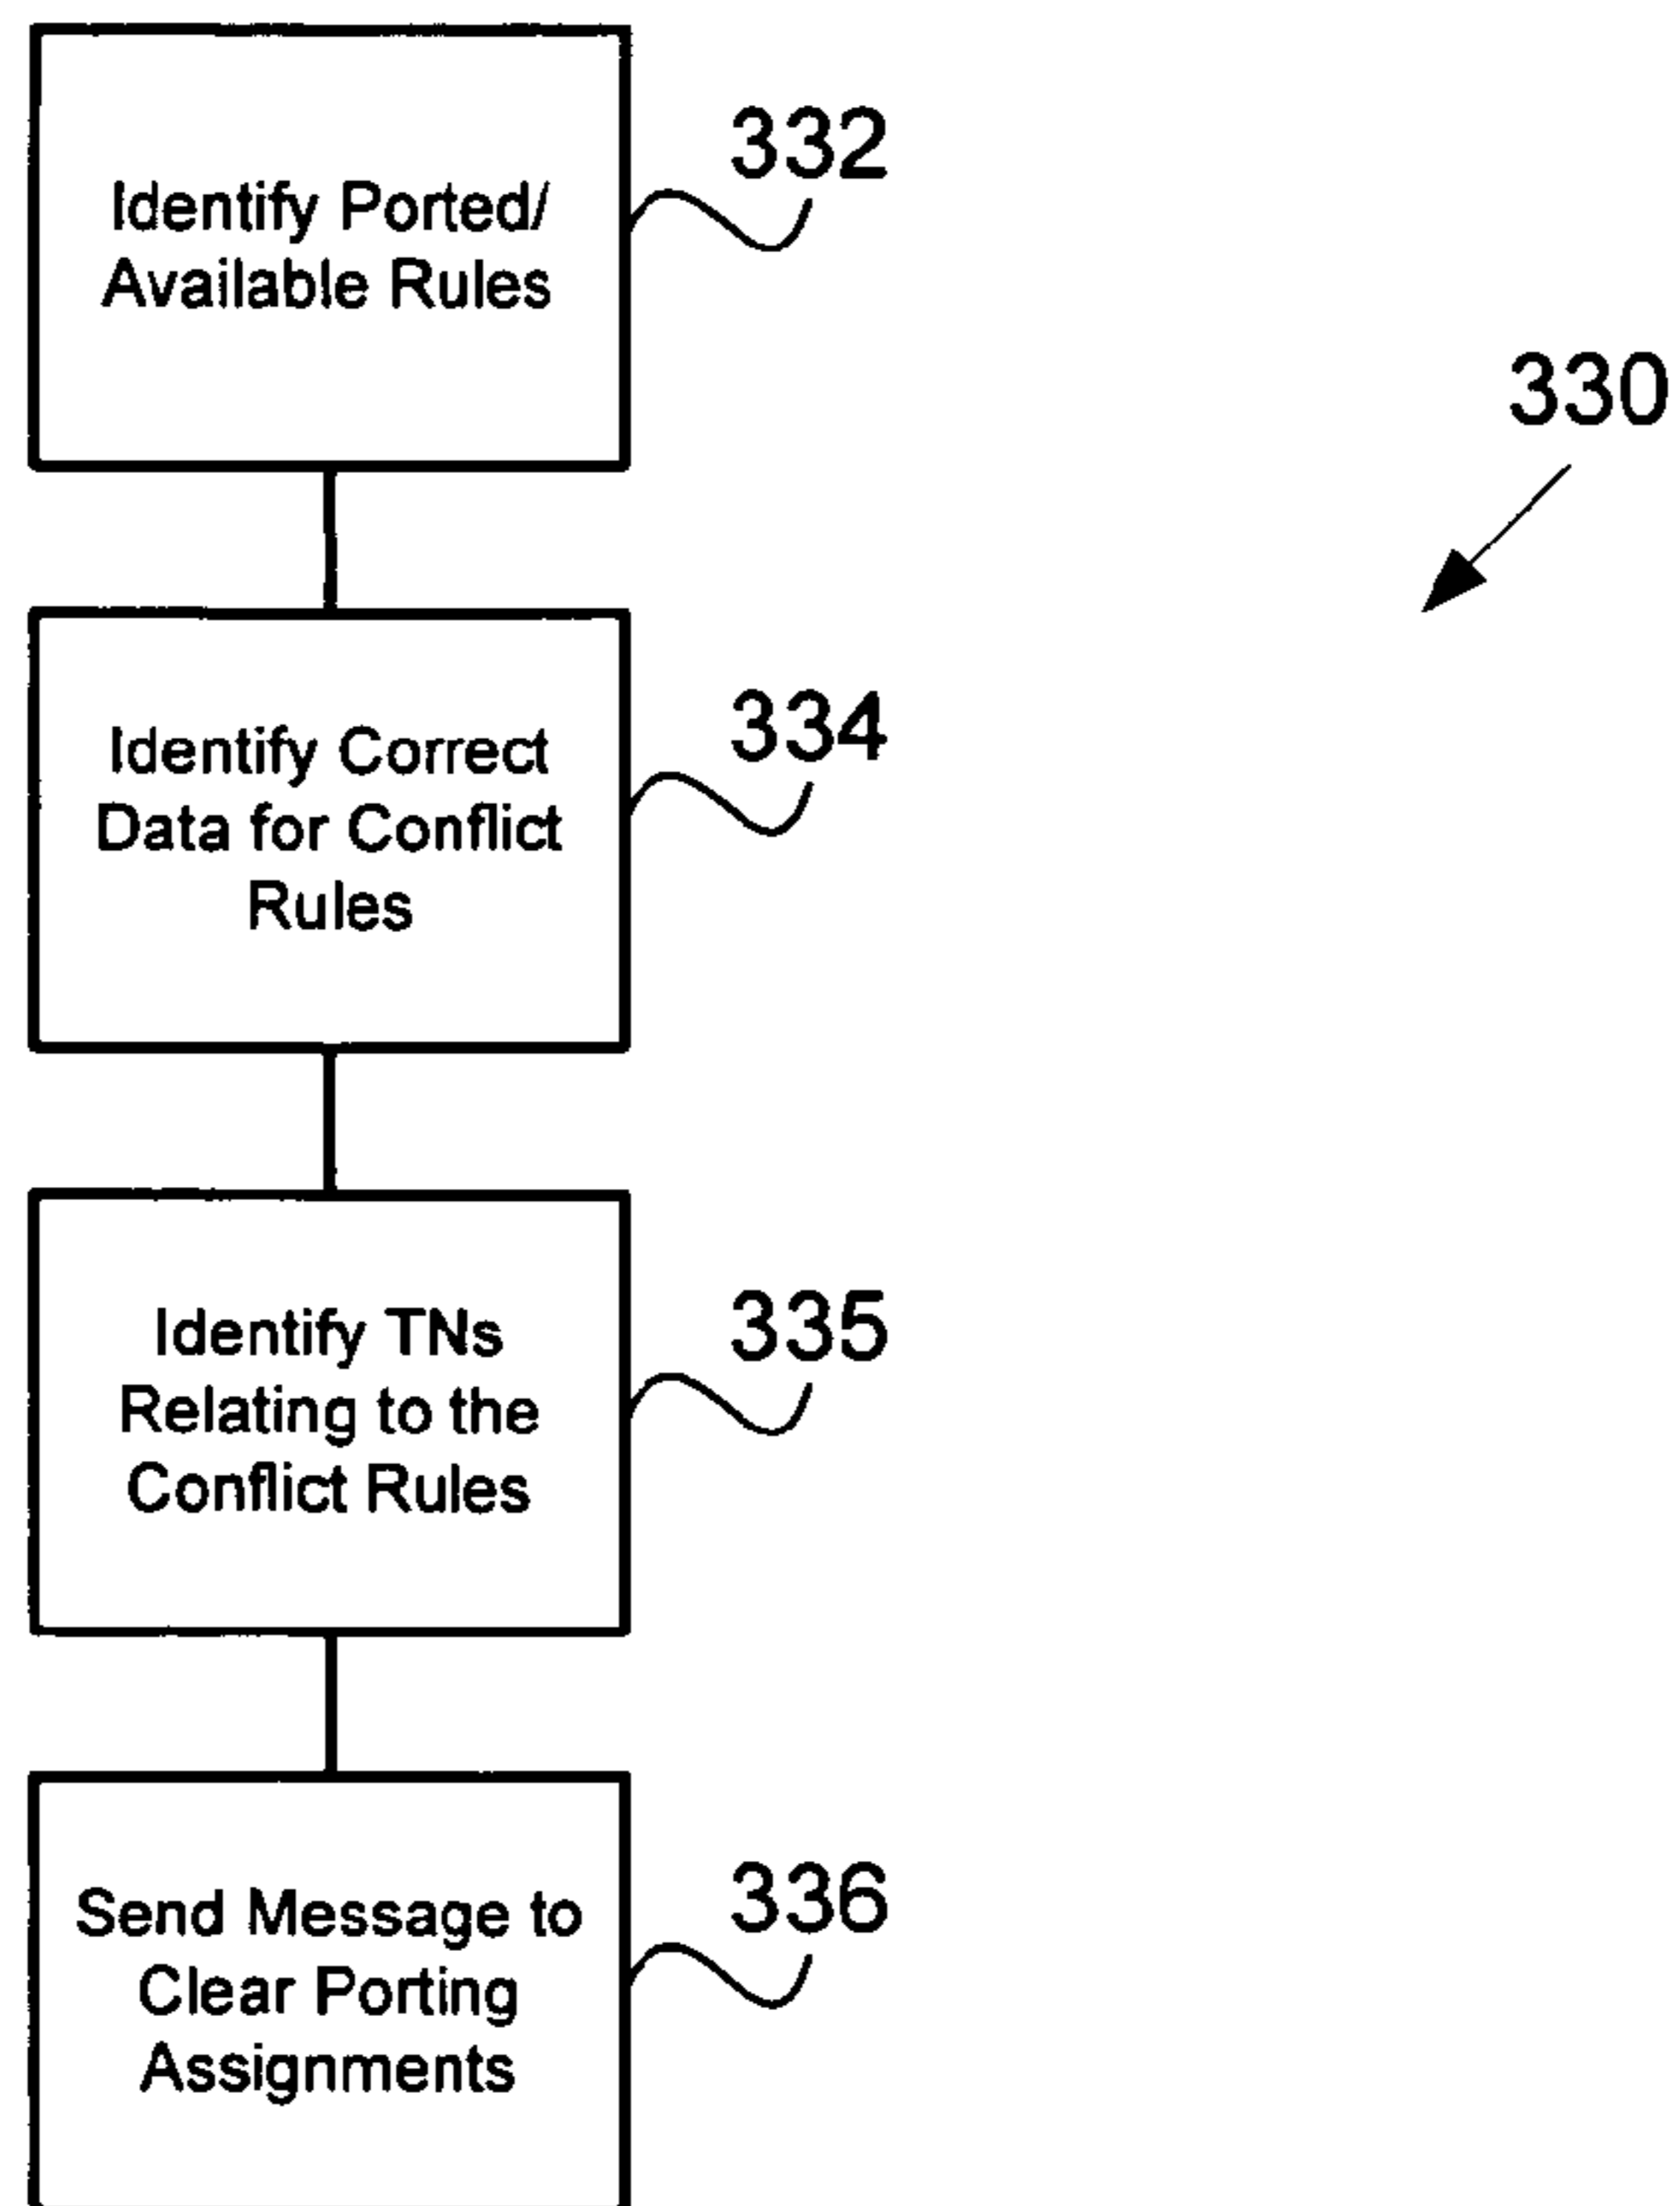 Identify Ported/
Available Rules
332
330
Identify Correct
Data for Conflict
Rules
334
Identify TNs
Relating to the
Conflict Rules
335
Send Message to
Clear Porting
Assignments
336